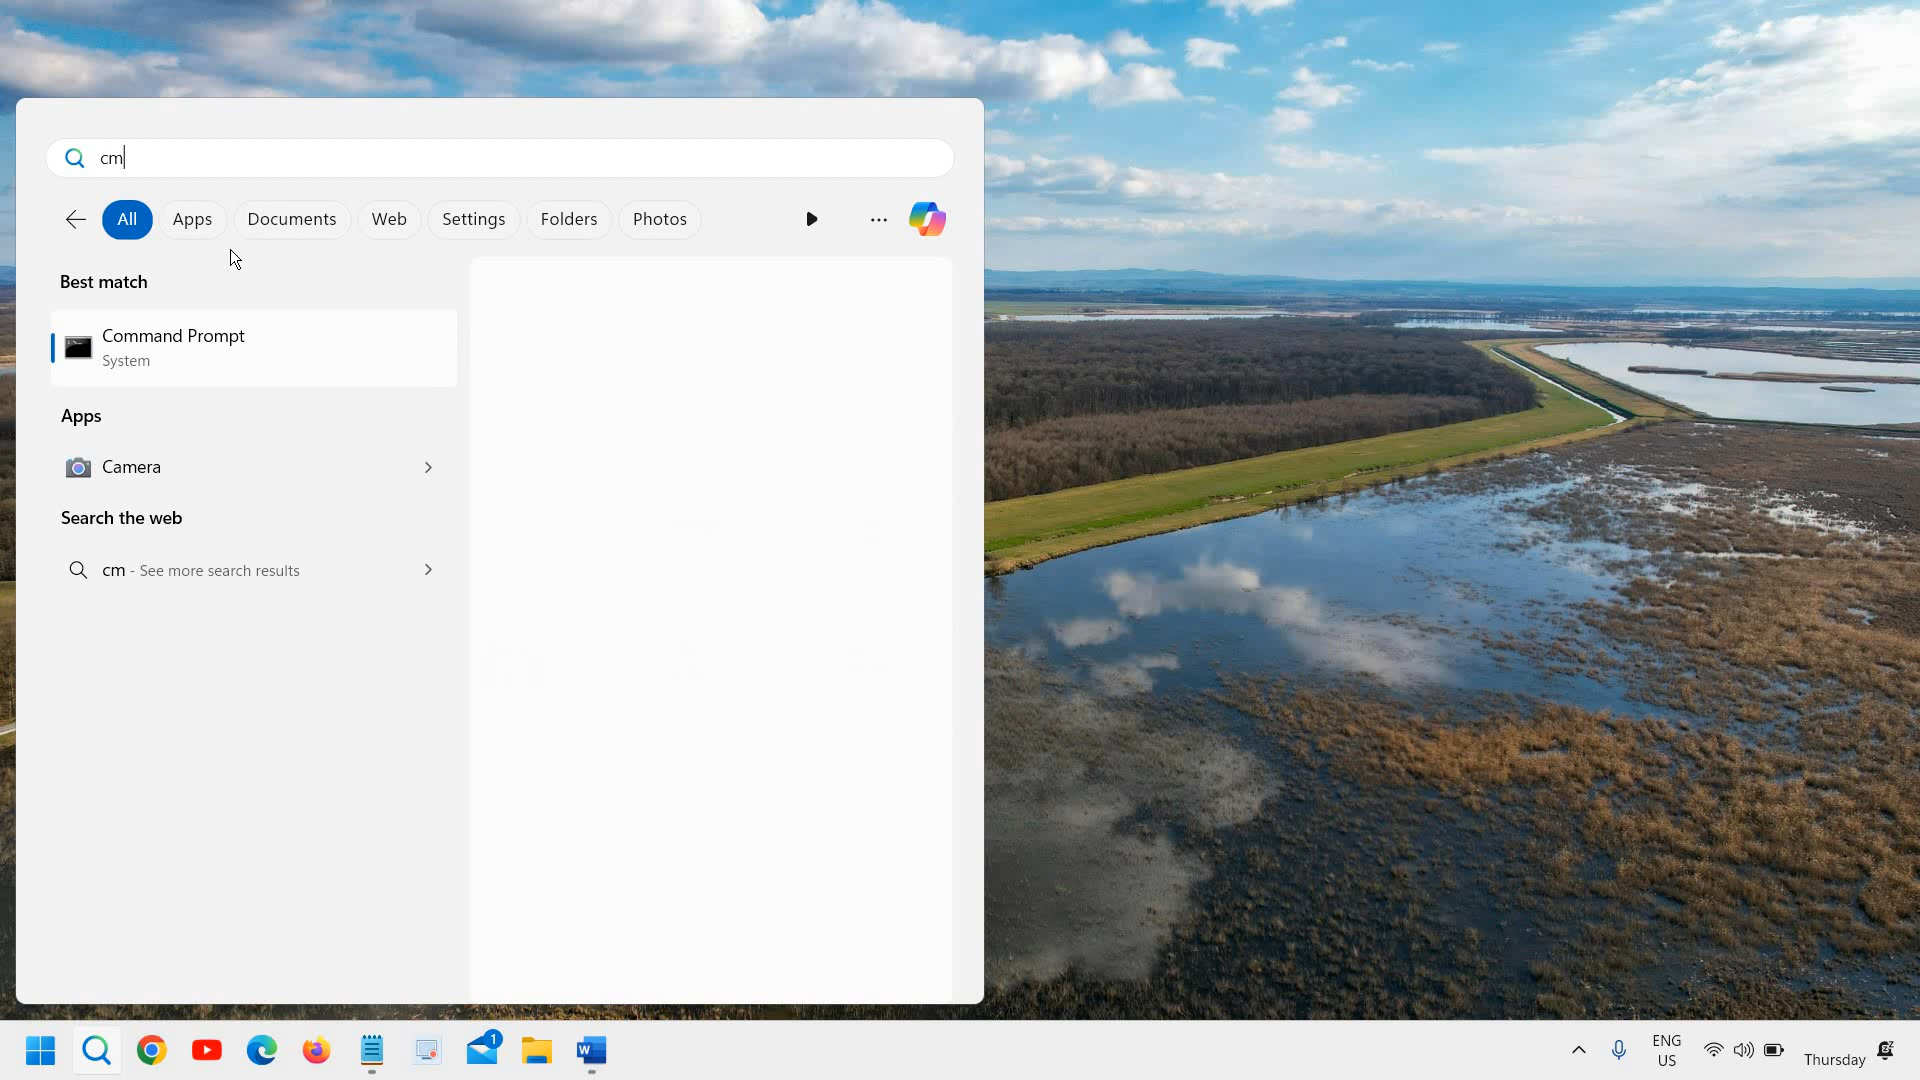 cm
All
Apps
Documents
Web
Settings
Folders
Photos
Best match
Command Prompt
System
Apps
Camera
Search the web
cm - See more search results
1
W
ENG
US
Thursday